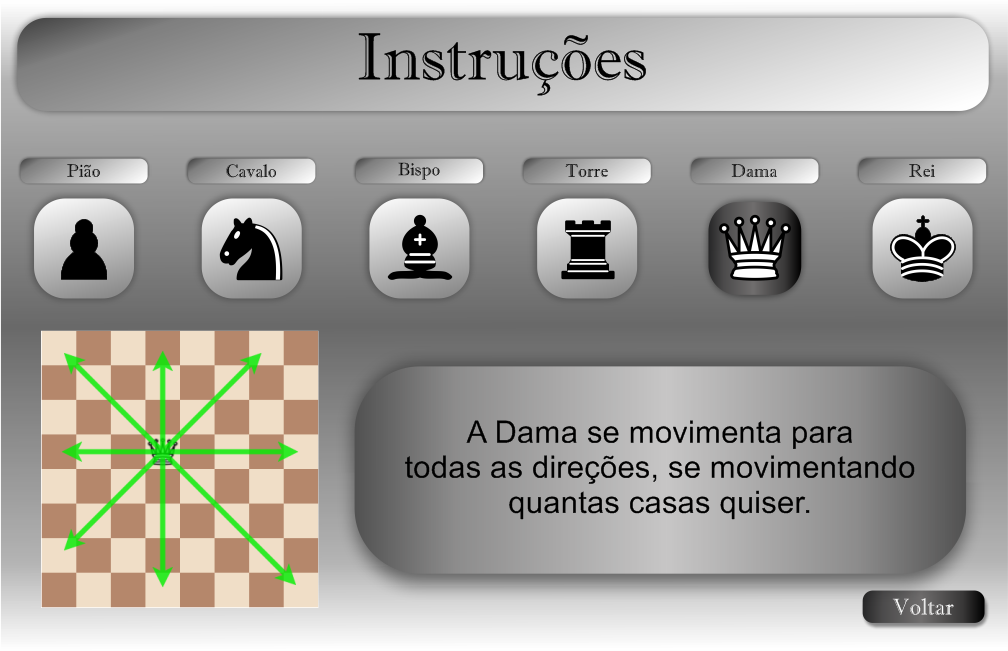 Instruções
Pião
Cavalo
Bispo
Torre
Dama
Rei
A Dama se movimenta para
todas as direções, se movimentando
quantas casas quiser.
Voltar